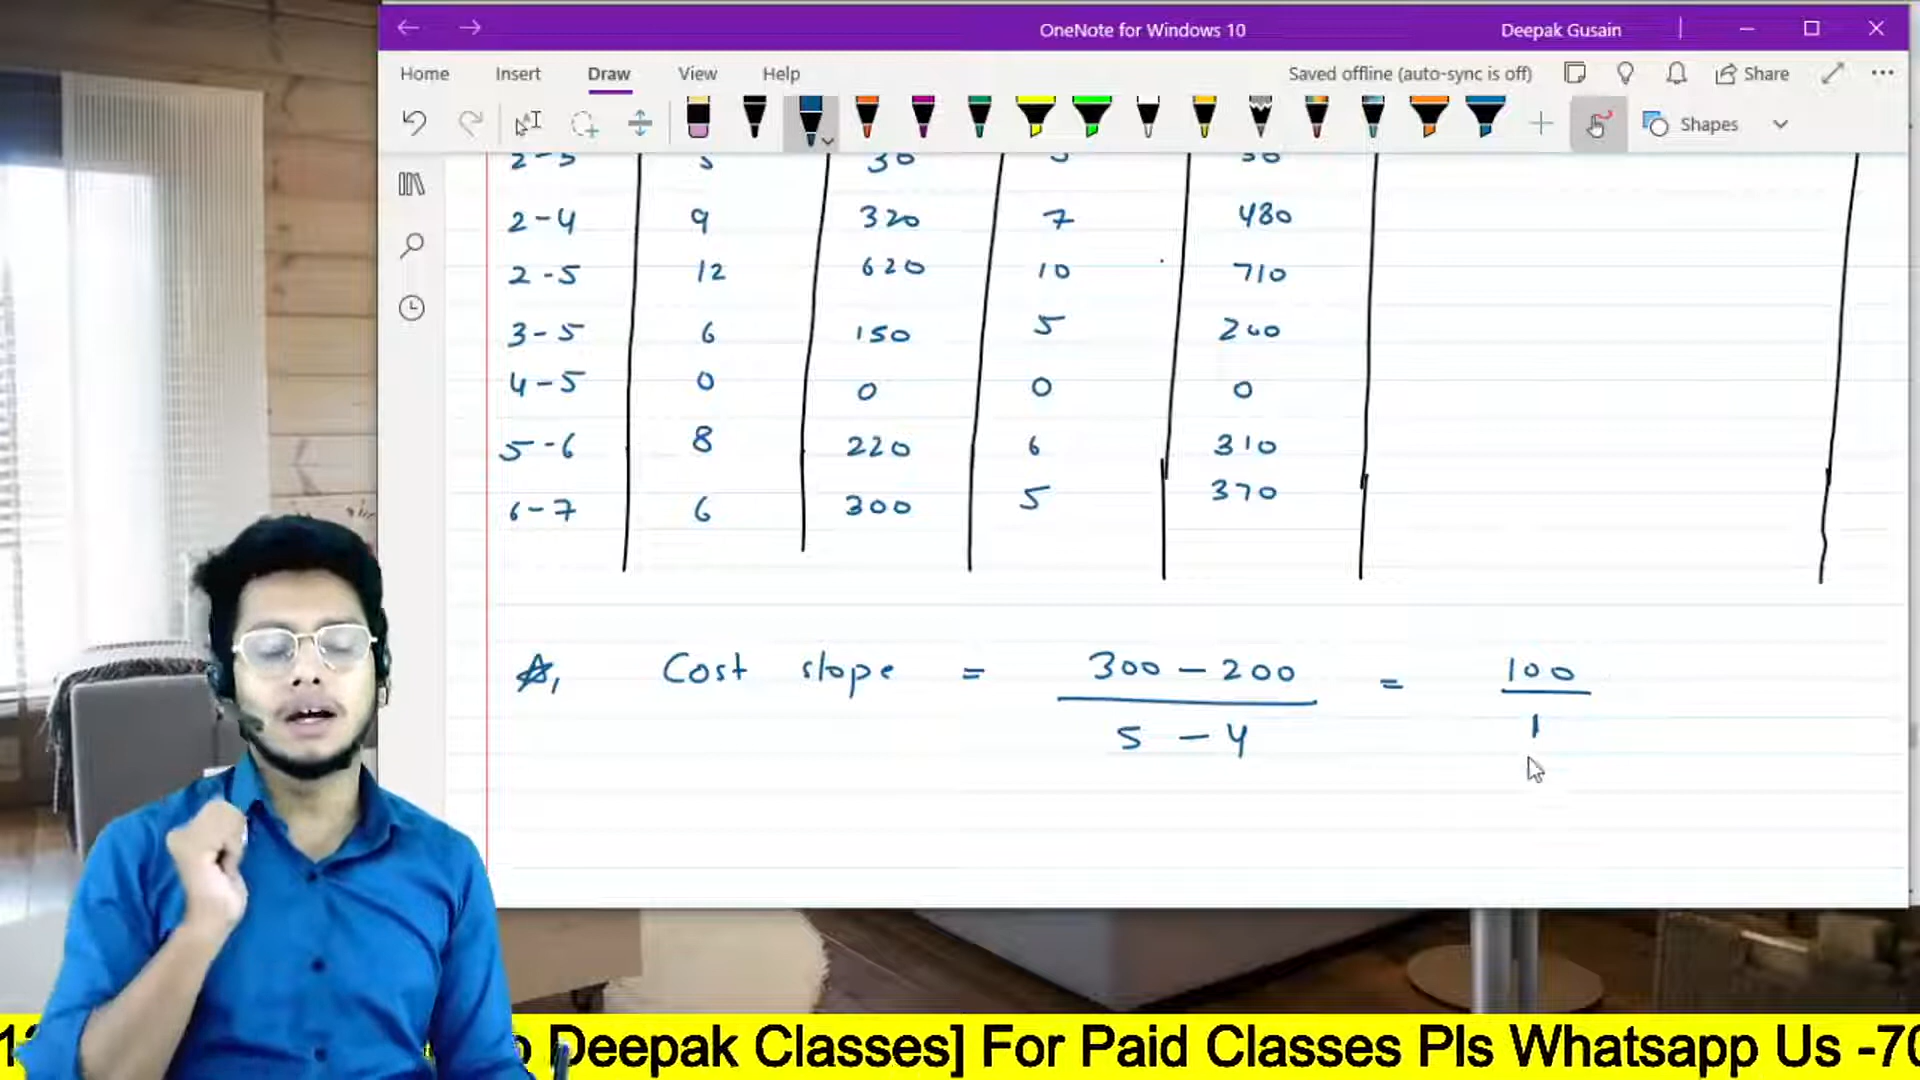 OneNote for Windows 10 Deepak Gusain
Home Insert Draw View Help Saved offline (auto-sync is off) Share
Shapes
2-4 9 320 7 480
2-5 12 620 10 710
3-5 6 150 5 200
4-5 0 0 0 0
5-6 8 220 6 310
6-7 6 300 5 370
A, Cost slope = 300 - 200 = 100
5 - 4 1
Deepak Classes] For Paid Classes Pls Whatsapp Us -70